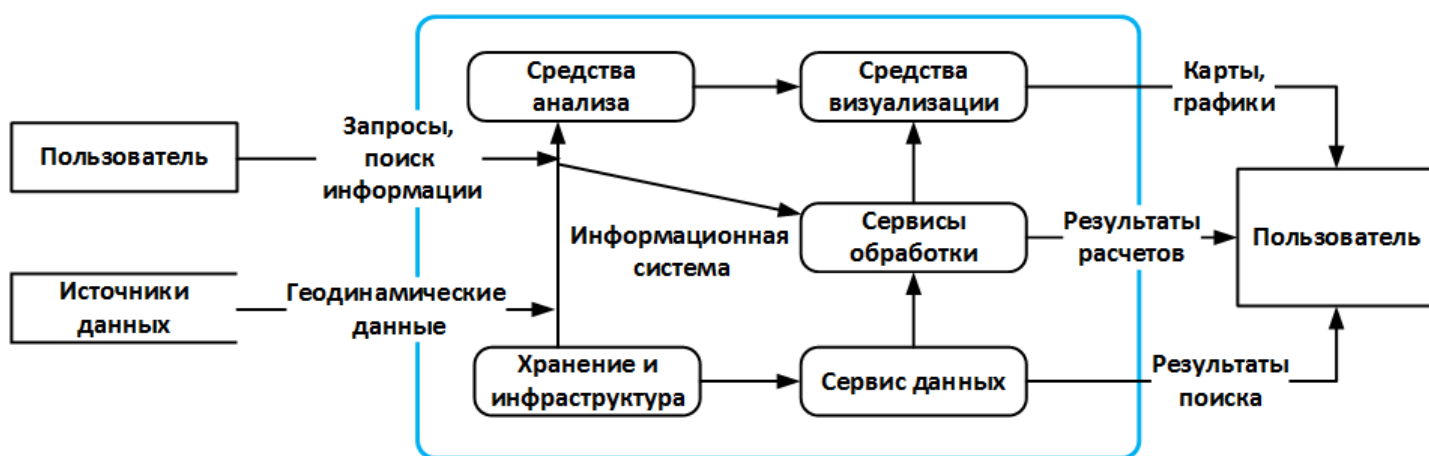 Средства
анализа
Средства
визуализации
Карты,
графики
Пользователь
Запросы,
поиск
информации
Информационная
система
Сервисы
обработки
Результаты
расчетов
Пользователь
Источники
данных
Геодинамические
данные
Хранение и
инфраструктура
Сервис данных
Результаты
поиска